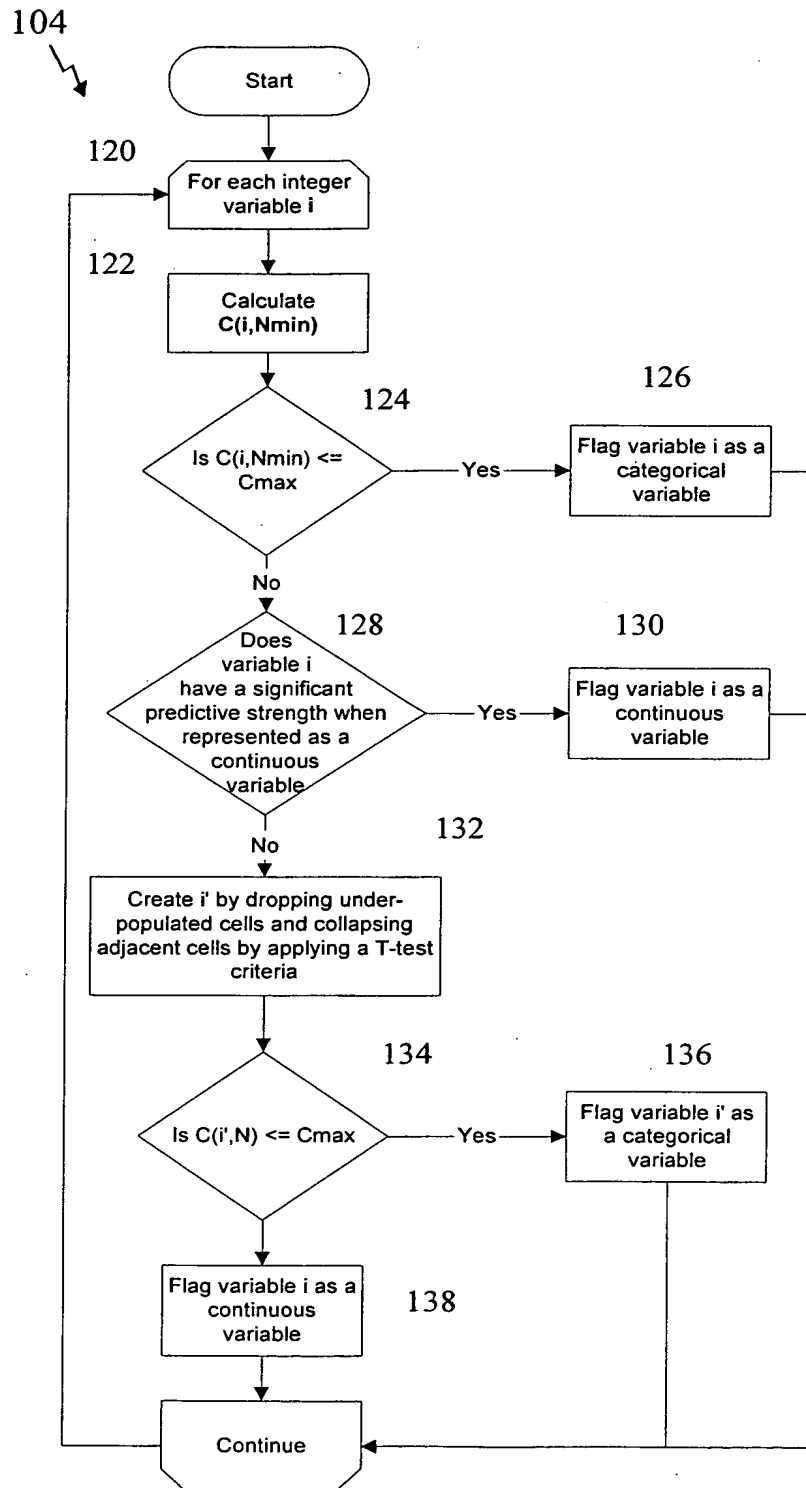 104
Start
120
For each integer
variable i
122
Calculate
C(i,Nmin)
124
Is C(i,Nmin) <=
Cmax
Yes
126
Flag variable i as a
categorical
variable
No
128
Does
variable i
have a significant
predictive strength when
represented as a
continuous
variable
Yes
130
Flag variable i as a
continuous
variable
No
132
Create i' by dropping under-
populated cells and collapsing
adjacent cells by applying a T-test
criteria
134
Is C(i',N) <= Cmax
Yes
136
Flag variable i' as
a categorical
variable
Flag variable i as a
continuous
variable
138
Continue